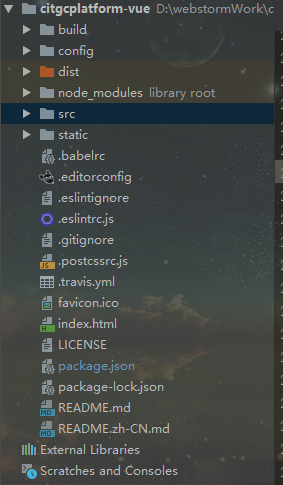 citgcplatform-vue D:\webstormWork\c
build
config
dist
node_modules library root
src
static
.babelrc
.editorconfig
.eslintignore
.eslintrc.js
.gitignore
.postcssrc.js
.travis.yml
favicon.ico
index.html
LICENSE
package.json
package-lock.json
README.md
README.zh-CN.md
External Libraries
Scratches and Consoles